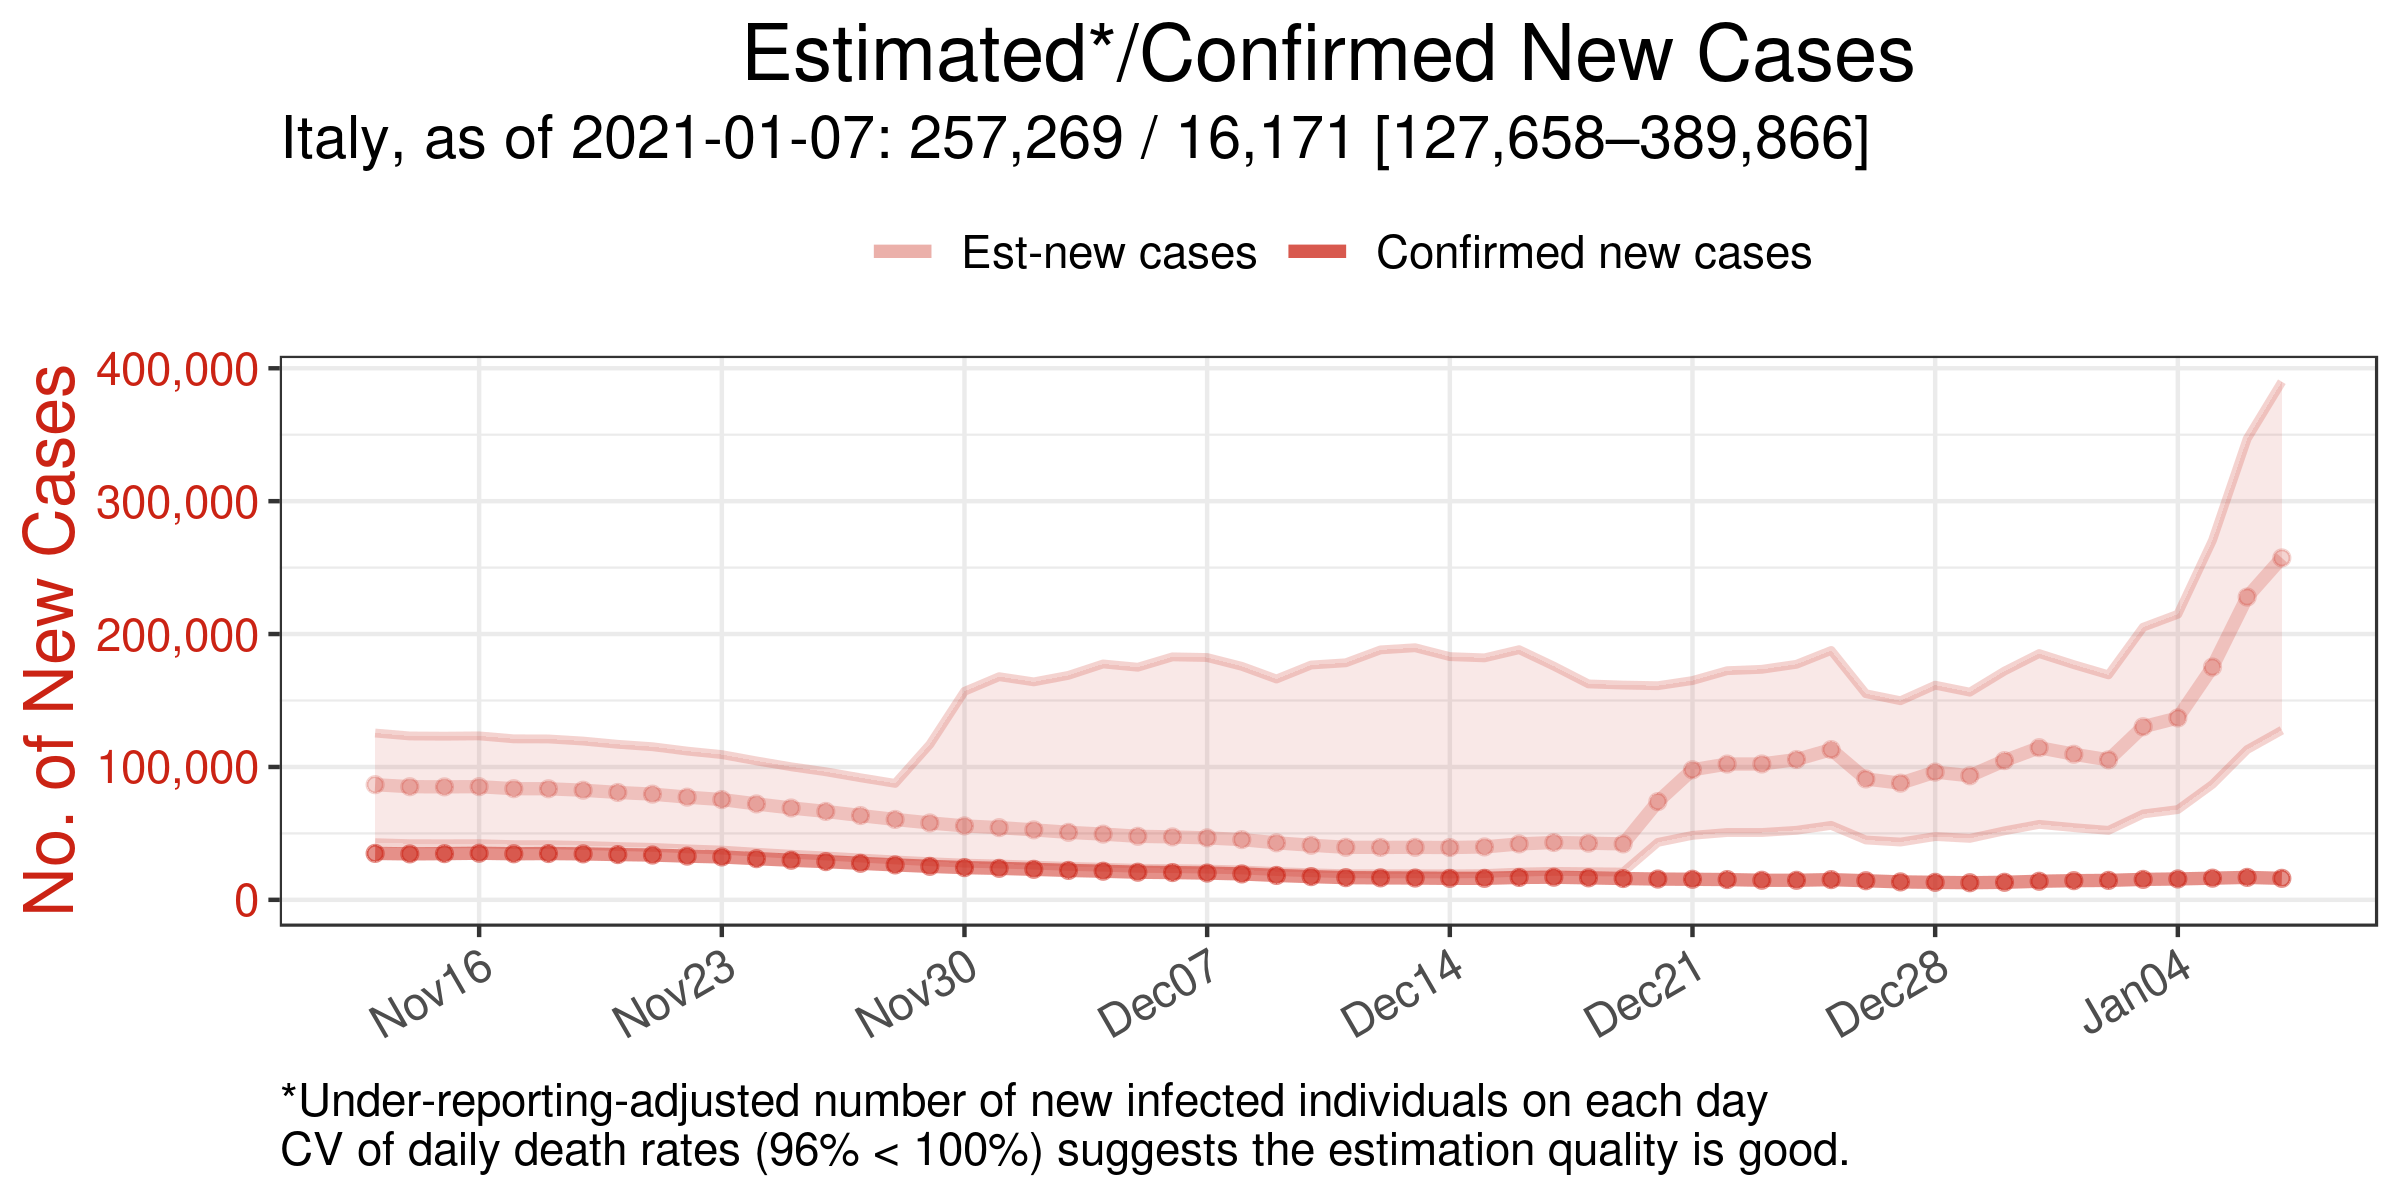 Estimated*/Confirmed New Cases
Italy, as of 2021-01-07: 257,269 / 16,171 [127,658–389,866]
Est-new cases Confirmed new cases
No. of New Cases
400,000
300,000
200,000
100,000
0
Nov16 Nov23 Nov30 Dec07 Dec14 Dec21 Dec28 Jan04
*Under-reporting-adjusted number of new infected individuals on each day
CV of daily death rates (96% < 100%) suggests the estimation quality is good.